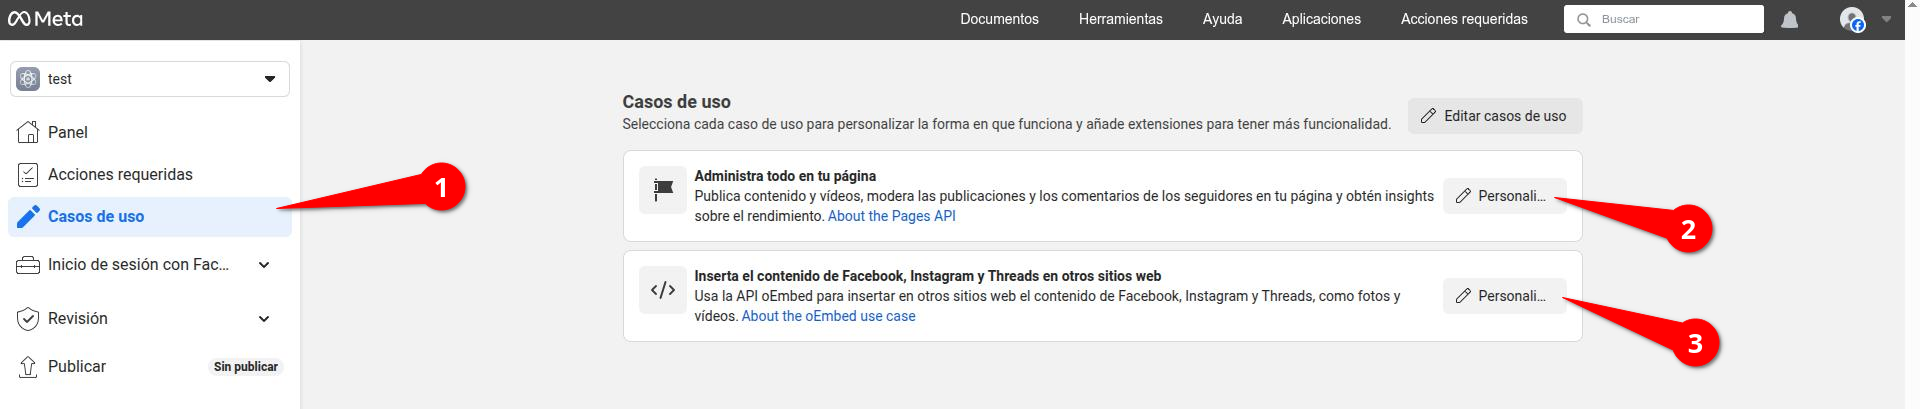 Meta
Documentos
Herramientas
Ayuda
Aplicaciones
Acciones requeridas
Buscar
test
Panel
Acciones requeridas
Casos de uso
Inicio de sesión con Fac...
Revisión
Publicar
Sin publicar
1
Casos de uso
Selecciona cada caso de uso para personalizar la forma en que funciona y añade extensiones para tener más funcionalidad.
Editar casos de uso
Administra todo en tu página
Publica contenido y vídeos, modera las publicaciones y los comentarios de los seguidores en tu página y obtén insights
sobre el rendimiento. About the Pages API
Personali...
2
Inserta el contenido de Facebook, Instagram y Threads en otros sitios web
Usa la API oEmbed para insertar en otros sitios web el contenido de Facebook, Instagram y Threads, como fotos y
vídeos. About the oEmbed use case
Personali...
3